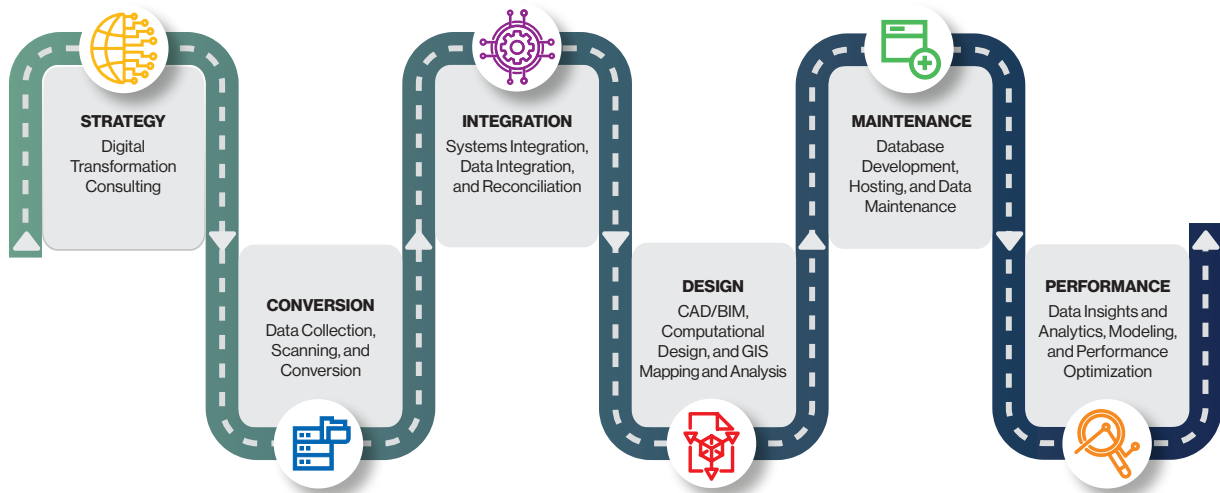 STRATEGY
Digital
Transformation
Consulting
CONVERSION
Data Collection,
Scanning, and
Conversion
INTEGRATION
Systems Integration,
Data Integration,
and Reconciliation
DESIGN
CAD/BIM,
Computational
Design, and GIS
Mapping and Analysis
MAINTENANCE
Database
Development,
Hosting, and Data
Maintenance
PERFORMANCE
Data Insights and
Analytics, Modeling,
and Performance
Optimization